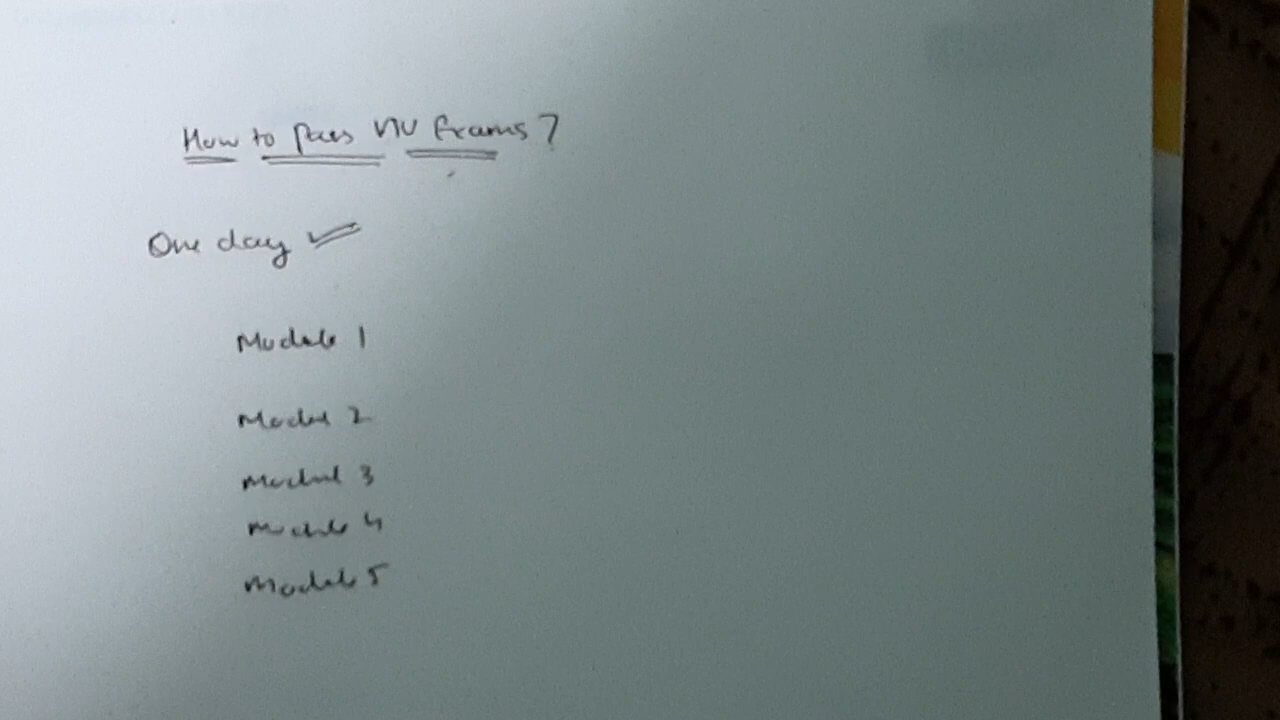 How to pass VTU Exams ?
One day
Module 1
Module 2
Module 3
Module 4
Module 5